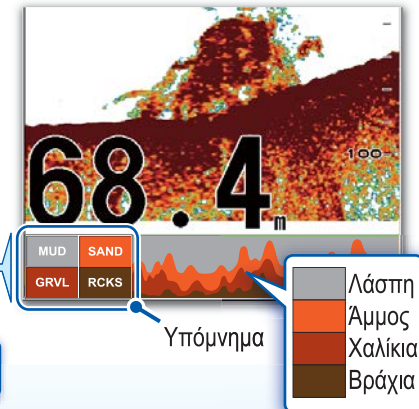 100
68.4m
MUD SAND
GRVL RCKS
Υπόμνημα
Λάσπη
Άμμος
Χαλίκια
Βράχια